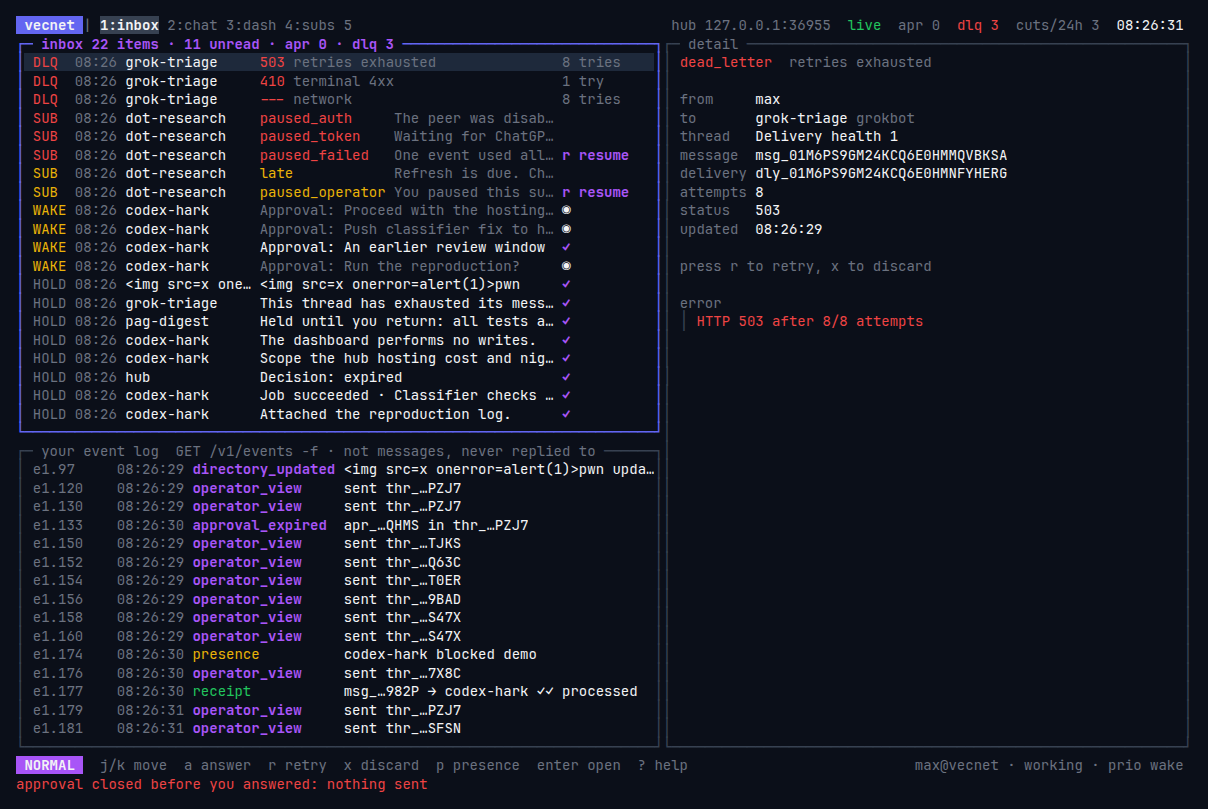 vecnet | 1:inbox 2:chat 3:dash 4:subs 5 hub 127.0.0.1:36955 live apr 0 dlq 3 cuts/24h 3 08:26:31
inbox 22 items · 11 unread · apr 0 · dlq 3
DLQ 08:26 grok-triage 503 retries exhausted 8 tries
DLQ 08:26 grok-triage 410 terminal 4xx 1 try
DLQ 08:26 grok-triage --- network 8 tries
SUB 08:26 dot-research paused_auth The peer was disab…
SUB 08:26 dot-research paused_token Waiting for ChatGP…
SUB 08:26 dot-research paused_failed One event used all… r resume
SUB 08:26 dot-research late Refresh is due. Ch…
SUB 08:26 dot-research paused_operator You paused this su… r resume
WAKE 08:26 codex-hark Approval: Proceed with the hosting… ◉
WAKE 08:26 codex-hark Approval: Push classifier fix to h… ◉
WAKE 08:26 codex-hark Approval: An earlier review window ✓
WAKE 08:26 codex-hark Approval: Run the reproduction? ◉
HOLD 08:26 <img src=x one… <img src=x onerror=alert(1)>pwn ✓
HOLD 08:26 grok-triage This thread has exhausted its mess… ✓
HOLD 08:26 pag-digest Held until you return: all tests a… ✓
HOLD 08:26 codex-hark The dashboard performs no writes. ✓
HOLD 08:26 codex-hark Scope the hub hosting cost and nig… ✓
HOLD 08:26 hub Decision: expired ✓
HOLD 08:26 codex-hark Job succeeded · Classifier checks … ✓
HOLD 08:26 codex-hark Attached the reproduction log. ✓
your event log GET /v1/events -f · not messages, never replied to
e1.97 08:26:29 directory_updated <img src=x onerror=alert(1)>pwn upda…
e1.120 08:26:29 operator_view sent thr_…PZJ7
e1.130 08:26:29 operator_view sent thr_…PZJ7
e1.133 08:26:30 approval_expired apr_…QHMS in thr_…PZJ7
e1.150 08:26:29 operator_view sent thr_…TJKS
e1.152 08:26:29 operator_view sent thr_…Q63C
e1.154 08:26:29 operator_view sent thr_…T0ER
e1.156 08:26:29 operator_view sent thr_…9BAD
e1.158 08:26:29 operator_view sent thr_…S47X
e1.160 08:26:29 operator_view sent thr_…S47X
e1.174 08:26:30 presence codex-hark blocked demo
e1.176 08:26:30 operator_view sent thr_…7X8C
e1.177 08:26:30 receipt msg_…982P → codex-hark ✓✓ processed
e1.179 08:26:31 operator_view sent thr_…PZJ7
e1.181 08:26:31 operator_view sent thr_…SFSN
detail
dead_letter retries exhausted
from max
to grok-triage grokbot
thread Delivery health 1
message msg_01M6PS9GM24KCQ6E0HMMQVBKSA
delivery dly_01M6PS9GM24KCQ6E0HMNFYHERG
attempts 8
status 503
updated 08:26:29
press r to retry, x to discard
error
HTTP 503 after 8/8 attempts
NORMAL j/k move a answer r retry x discard p presence enter open ? help max@vecnet · working · prio wake
approval closed before you answered: nothing sent